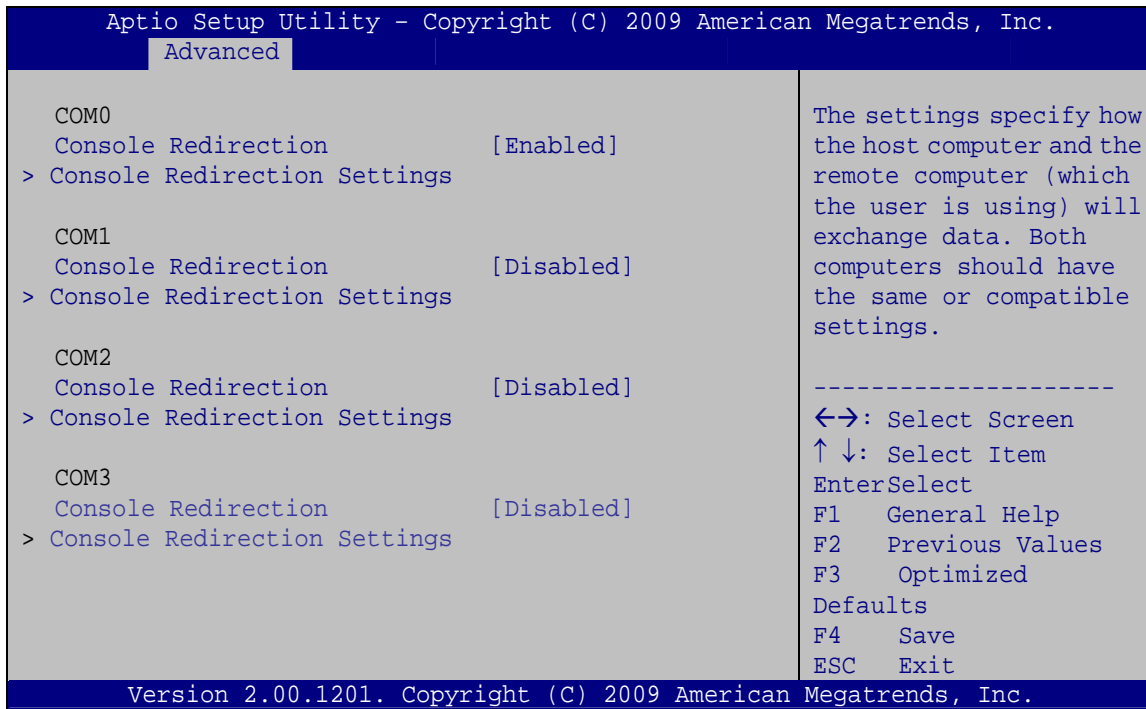 Aptio Setup Utility – Copyright (C) 2009 American Megatrends, Inc.
Advanced
COM0
Console Redirection [Enabled]
> Console Redirection Settings
COM1
Console Redirection [Disabled]
> Console Redirection Settings
COM2
Console Redirection [Disabled]
> Console Redirection Settings
COM3
Console Redirection [Disabled]
> Console Redirection Settings
The settings specify how
the host computer and the
remote computer (which
the user is using) will
exchange data. Both
computers should have
the same or compatible
settings.
---------------------
←→: Select Screen
↑ ↓: Select Item
EnterSelect
F1 General Help
F2 Previous Values
F3 Optimized
Defaults
F4 Save
ESC Exit
Version 2.00.1201. Copyright (C) 2009 American Megatrends, Inc.